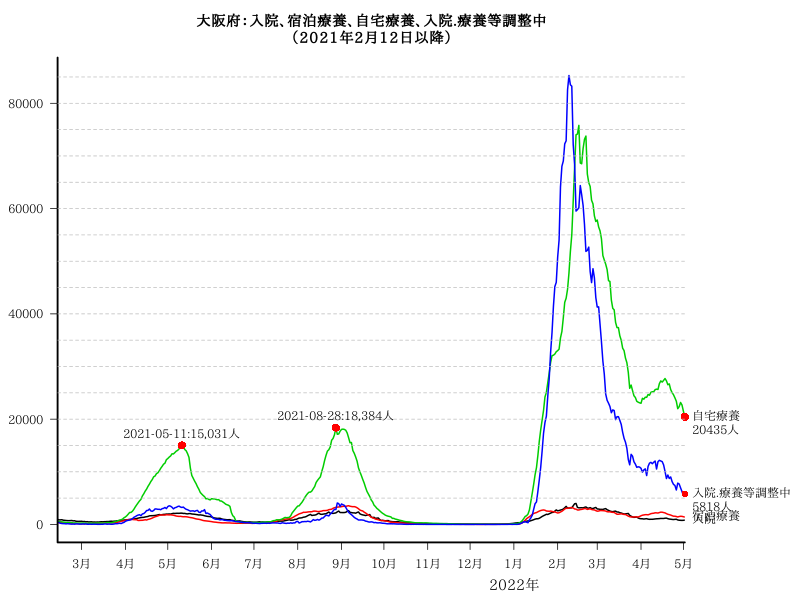 大阪府：入院、宿泊療養、自宅療養、入院.療養等調整中
（2021年2月12日以降）
80000
60000
40000
20000
0
2021-05-11:15,031人
2021-08-28:18,384人
自宅療養
20435人
入院.療養等調整中
5818人
宿泊療養
入院
3月 4月 5月 6月 7月 8月 9月 10月 11月 12月 1月 2月 3月 4月 5月
2022年